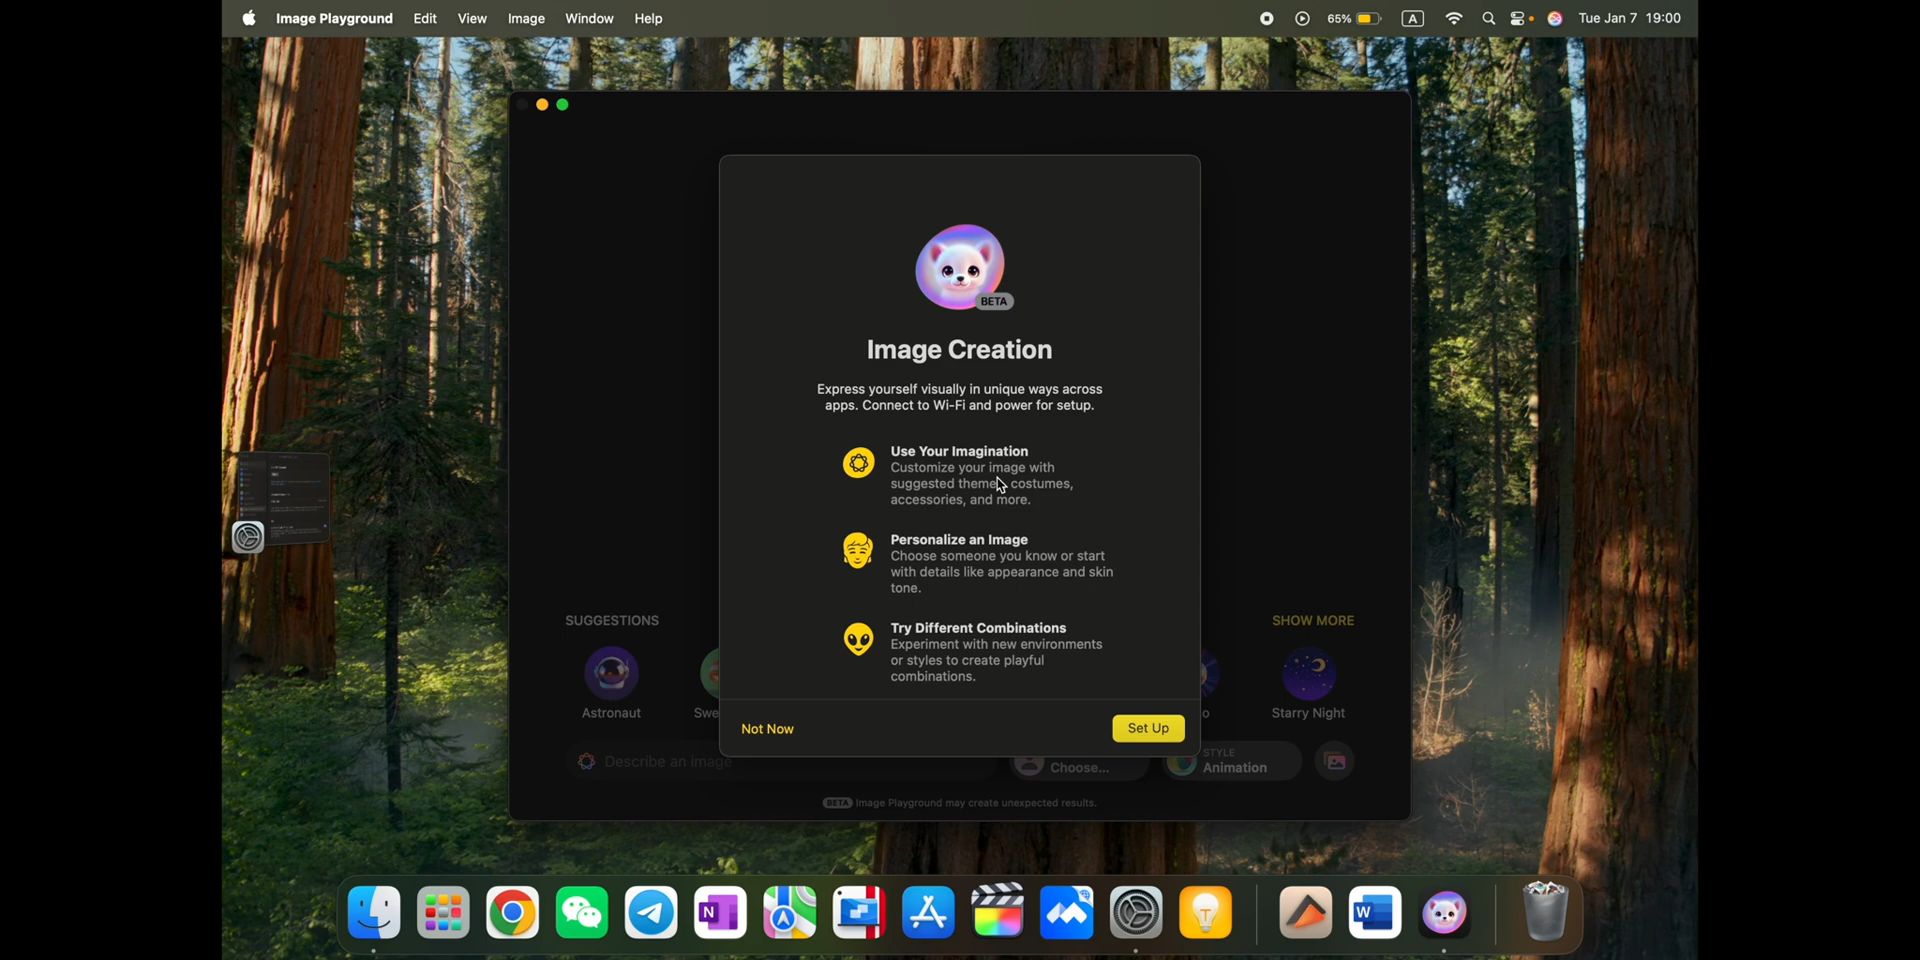 Image Playground Edit View Image Window Help 65% A Tue Jan 7 19:00
BETA
Image Creation
Express yourself visually in unique ways across
apps. Connect to Wi-Fi and power for setup.
Use Your Imagination
Customize your image with
suggested theme costumes,
accessories, and more.
Personalize an Image
Choose someone you know or start
with details like appearance and skin
tone.
Try Different Combinations
Experiment with new environments
or styles to create playful
combinations.
Not Now Set Up
SUGGESTIONS SHOW MORE
Astronaut Swe o Starry Night
Describe an image Choose... STYLE
Animation
BETA Image Playground may create unexpected results.
N T W